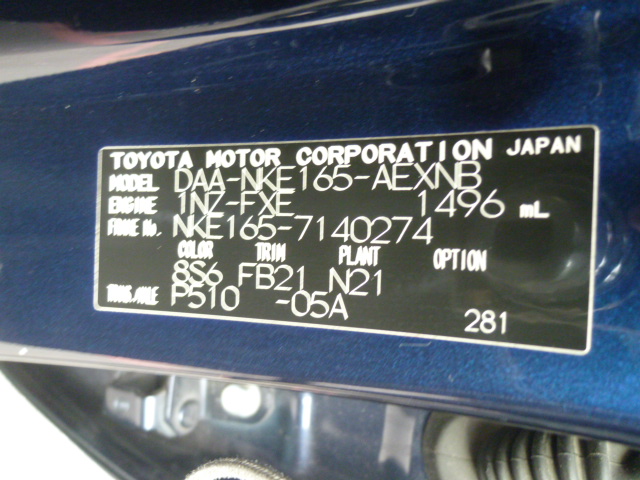 TOYOTA MOTOR CORPORATION JAPAN
MODEL DAA-NKE165-AEXNB
ENGINE 1NZ-FXE 1496 mL
FRAME No. NKE165-7140274
COLOR TRIM PLANT OPTION
8S6 FB21 N21
TRANS./AXLE P510 -05A
281